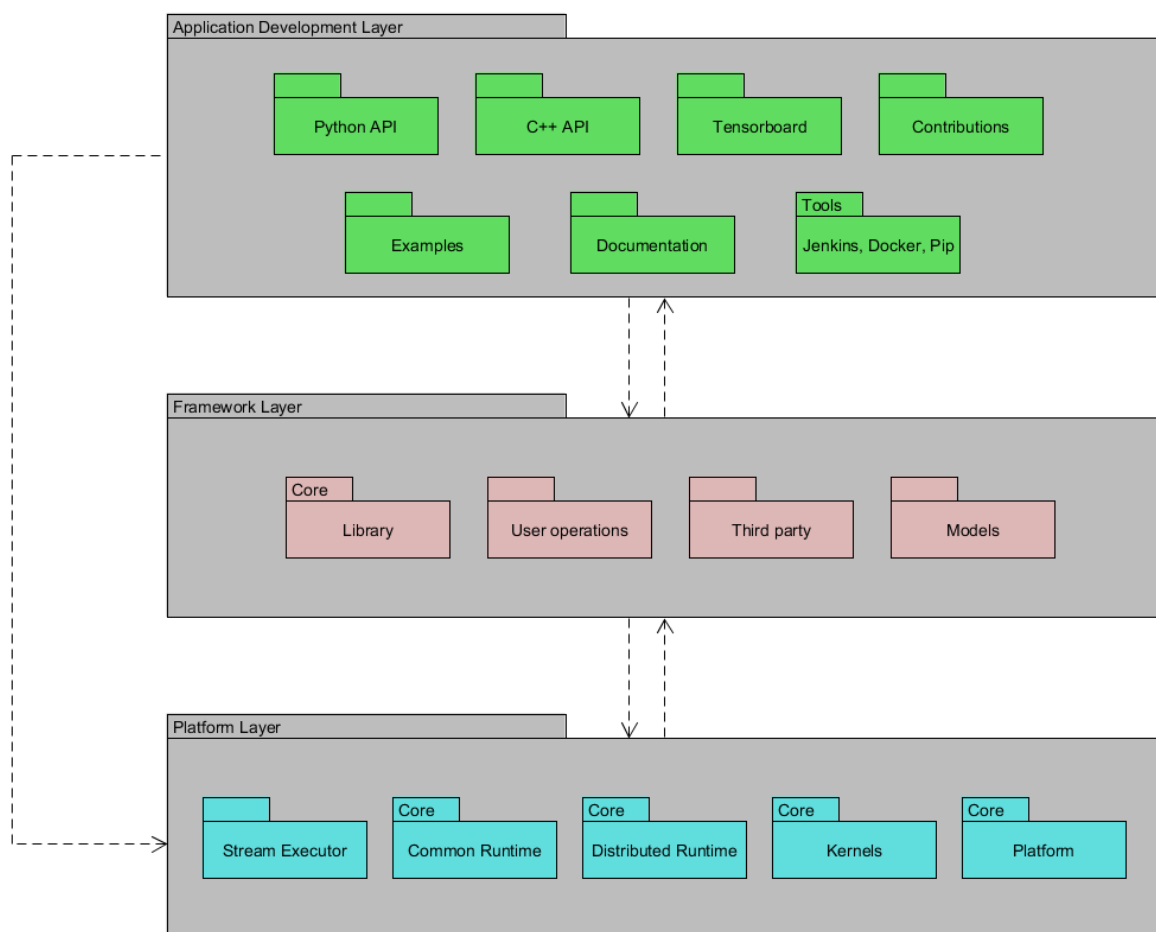 Application Development Layer
Python API
C++ API
Tensorboard
Contributions
Examples
Documentation
Tools
Jenkins, Docker, Pip
Framework Layer
Core
Library
User operations
Third party
Models
Platform Layer
Stream Executor
Core
Common Runtime
Core
Distributed Runtime
Core
Kernels
Core
Platform